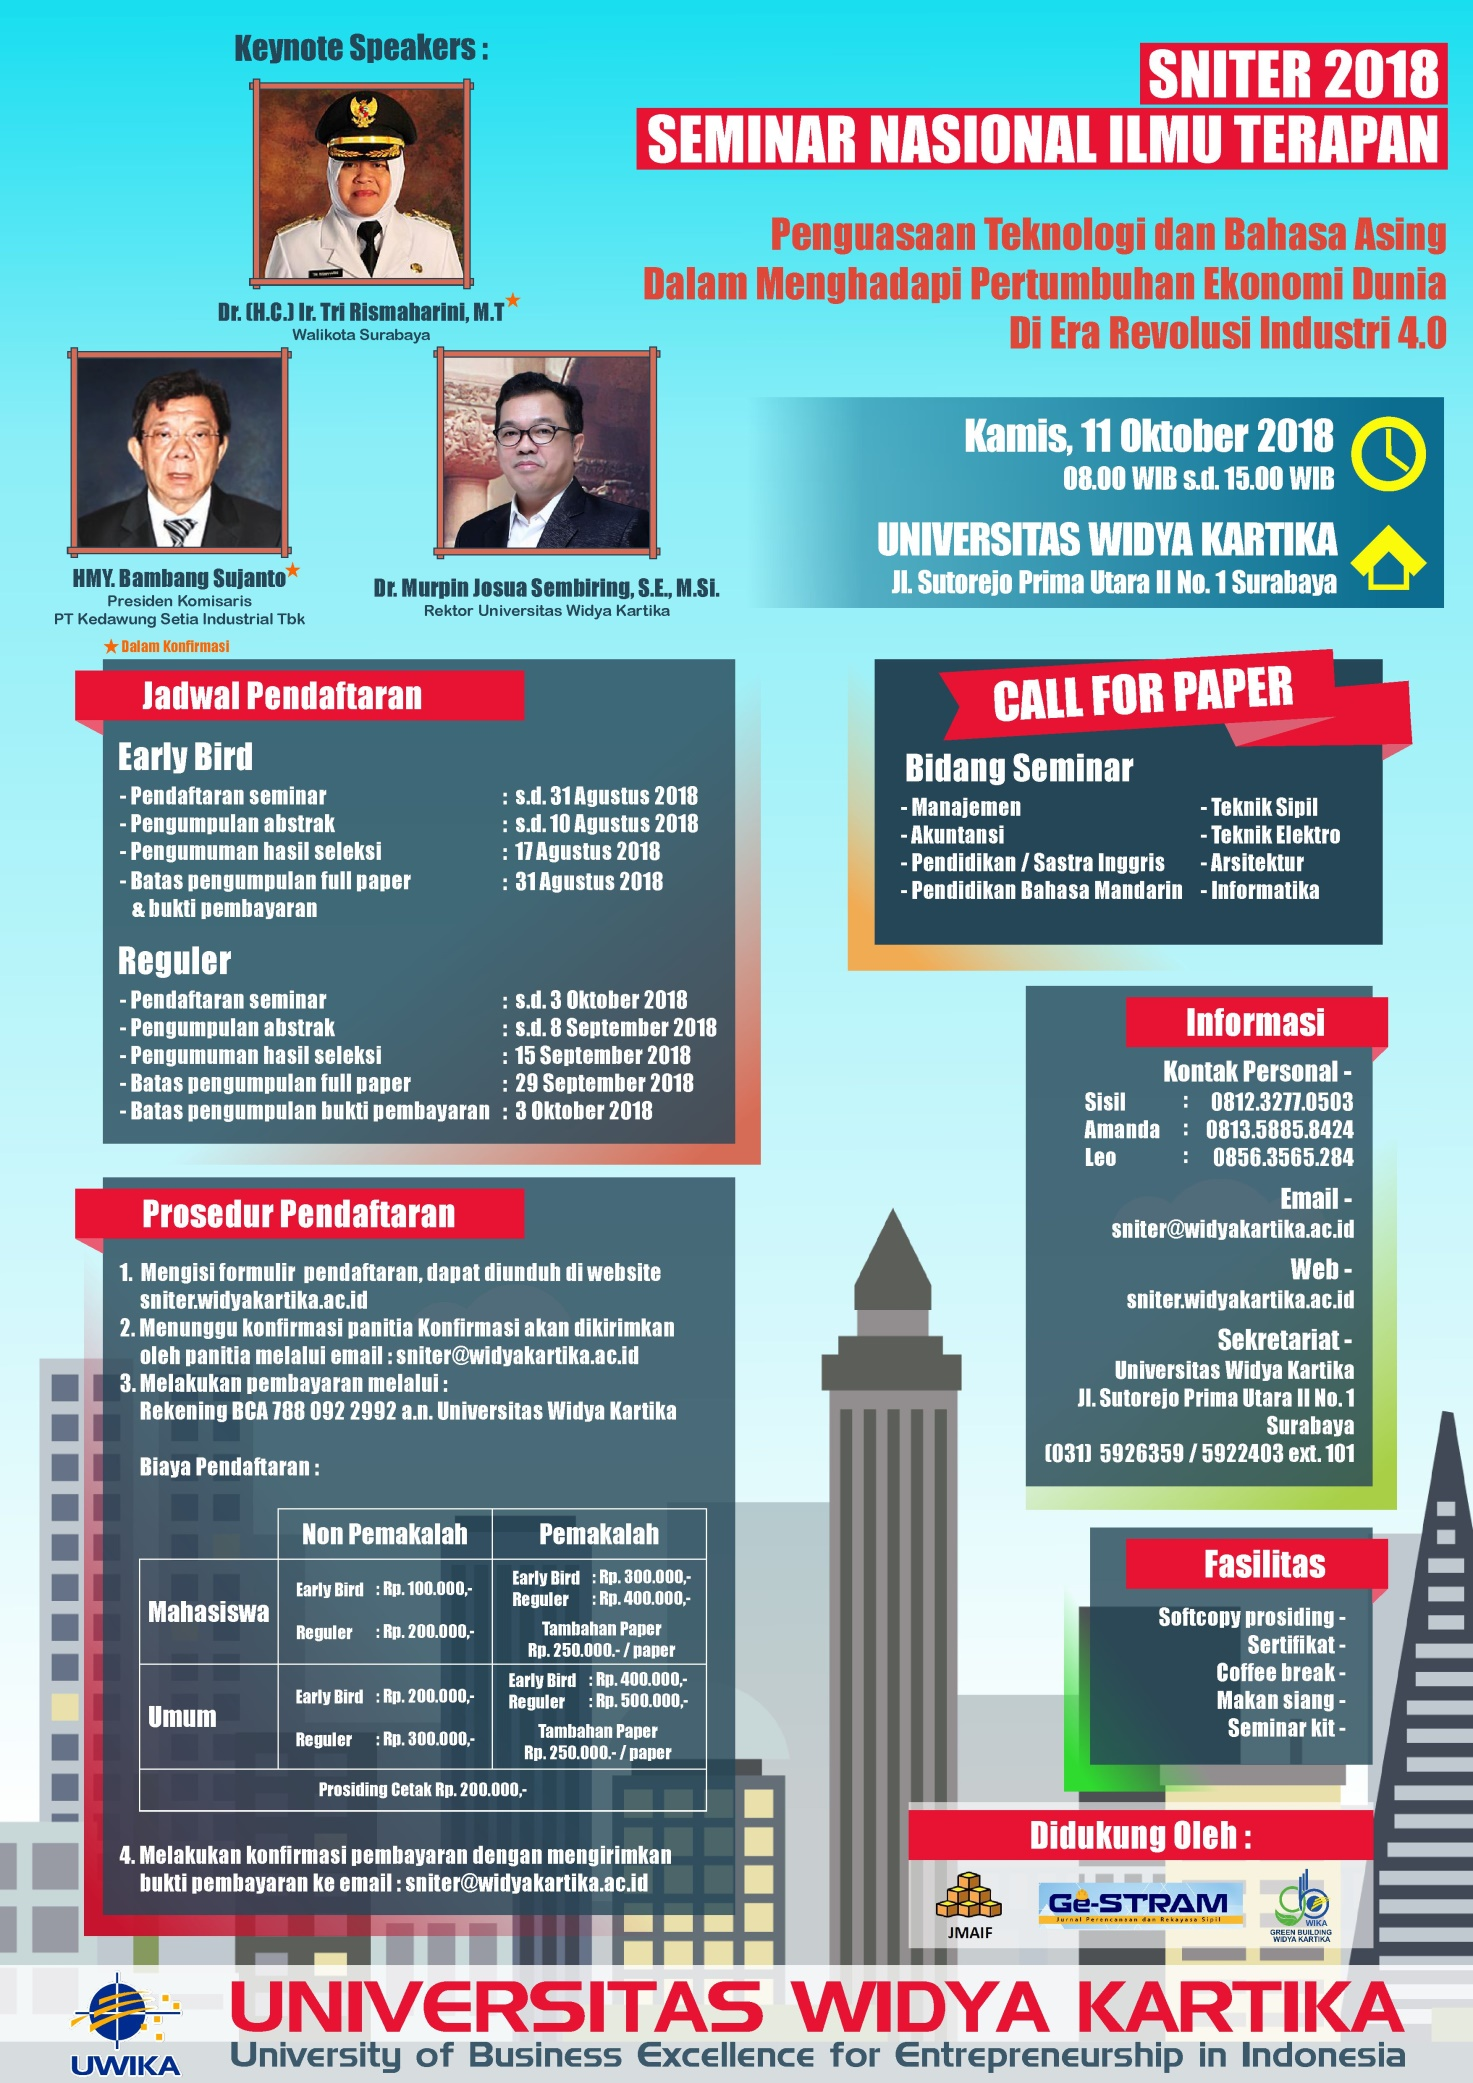 Keynote Speakers :
Dr. (H.C.) Ir. Tri Rismaharini, M.T
Walikota Surabaya
HMY. Bambang Sujanto
Presiden Komisaris
PT Kedawung Setia Industrial Tbk
Dr. Murpin Josua Sembiring, S.E., M.Si.
Rektor Universitas Widya Kartika
★ Dalam Konfirmasi
SNITER 2018
SEMINAR NASIONAL ILMU TERAPAN
Penguasaan Teknologi dan Bahasa Asing
Dalam Menghadapi Pertumbuhan Ekonomi Dunia
Di Era Revolusi Industri 4.0
Kamis, 11 Oktober 2018
08.00 WIB s.d. 15.00 WIB
UNIVERSITAS WIDYA KARTIKA
Jl. Sutorejo Prima Utara II No. 1 Surabaya
Jadwal Pendaftaran
Early Bird
- Pendaftaran seminar : s.d. 31 Agustus 2018
- Pengumpulan abstrak : s.d. 10 Agustus 2018
- Pengumuman hasil seleksi : 17 Agustus 2018
- Batas pengumpulan full paper : 31 Agustus 2018
& bukti pembayaran
Reguler
- Pendaftaran seminar : s.d. 3 Oktober 2018
- Pengumpulan abstrak : s.d. 8 September 2018
- Pengumuman hasil seleksi : 15 September 2018
- Batas pengumpulan full paper : 29 September 2018
- Batas pengumpulan bukti pembayaran : 3 Oktober 2018
CALL FOR PAPER
Bidang Seminar
- Manajemen - Teknik Sipil
- Akuntansi - Teknik Elektro
- Pendidikan / Sastra Inggris - Arsitektur
- Pendidikan Bahasa Mandarin - Informatika
Prosedur Pendaftaran
1. Mengisi formulir pendaftaran, dapat diunduh di website
sniter.widyakartika.ac.id
2. Menunggu konfirmasi panitia Konfirmasi akan dikirimkan
oleh panitia melalui email : sniter@widyakartika.ac.id
3. Melakukan pembayaran melalui :
Rekening BCA 788 092 2992 a.n. Universitas Widya Kartika
Biaya Pendaftaran :
Non Pemakalah Pemakalah
Mahasiswa
Early Bird : Rp. 100.000,-
Reguler : Rp. 200.000,-
Early Bird : Rp. 300.000,-
Reguler : Rp. 400.000,-
Tambahan Paper
Rp. 250.000.- / paper
Umum
Early Bird : Rp. 200.000,-
Reguler : Rp. 300.000,-
Early Bird : Rp. 400.000,-
Reguler : Rp. 500.000,-
Tambahan Paper
Rp. 250.000.- / paper
Prosiding Cetak Rp. 200.000,-
4. Melakukan konfirmasi pembayaran dengan mengirimkan
bukti pembayaran ke email : sniter@widyakartika.ac.id
Informasi
Kontak Personal -
Sisil : 0812.3277.0503
Amanda : 0813.5885.8424
Leo : 0856.3565.284
Email -
sniter@widyakartika.ac.id
Web -
sniter.widyakartika.ac.id
Sekretariat -
Universitas Widya Kartika
Jl. Sutorejo Prima Utara II No. 1
Surabaya
(031) 5926359 / 5922403 ext. 101
Fasilitas
Softcopy prosiding -
Sertifikat -
Coffee break -
Makan siang -
Seminar kit -
Didukung Oleh :
JMAIF
Ge-STRAM
Jurnal Perencanaan dan Rekayasa Sipil
WIKA
GREEN BUILDING
WIDYA KARTIKA
UWIKA
UNIVERSITAS WIDYA KARTIKA
University of Business Excellence for Entrepreneurship in Indonesia